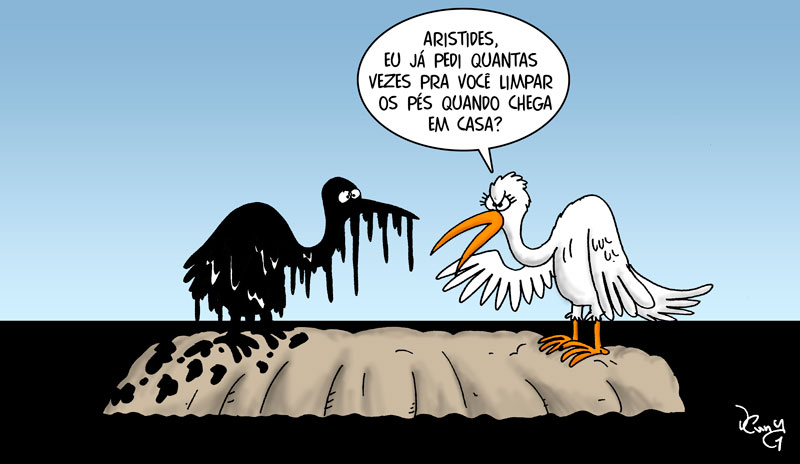 ARISTIDES,
EU JÁ PEDI QUANTAS
VEZES PRA VOCÊ LIMPAR
OS PÉS QUANDO CHEGA
EM CASA?